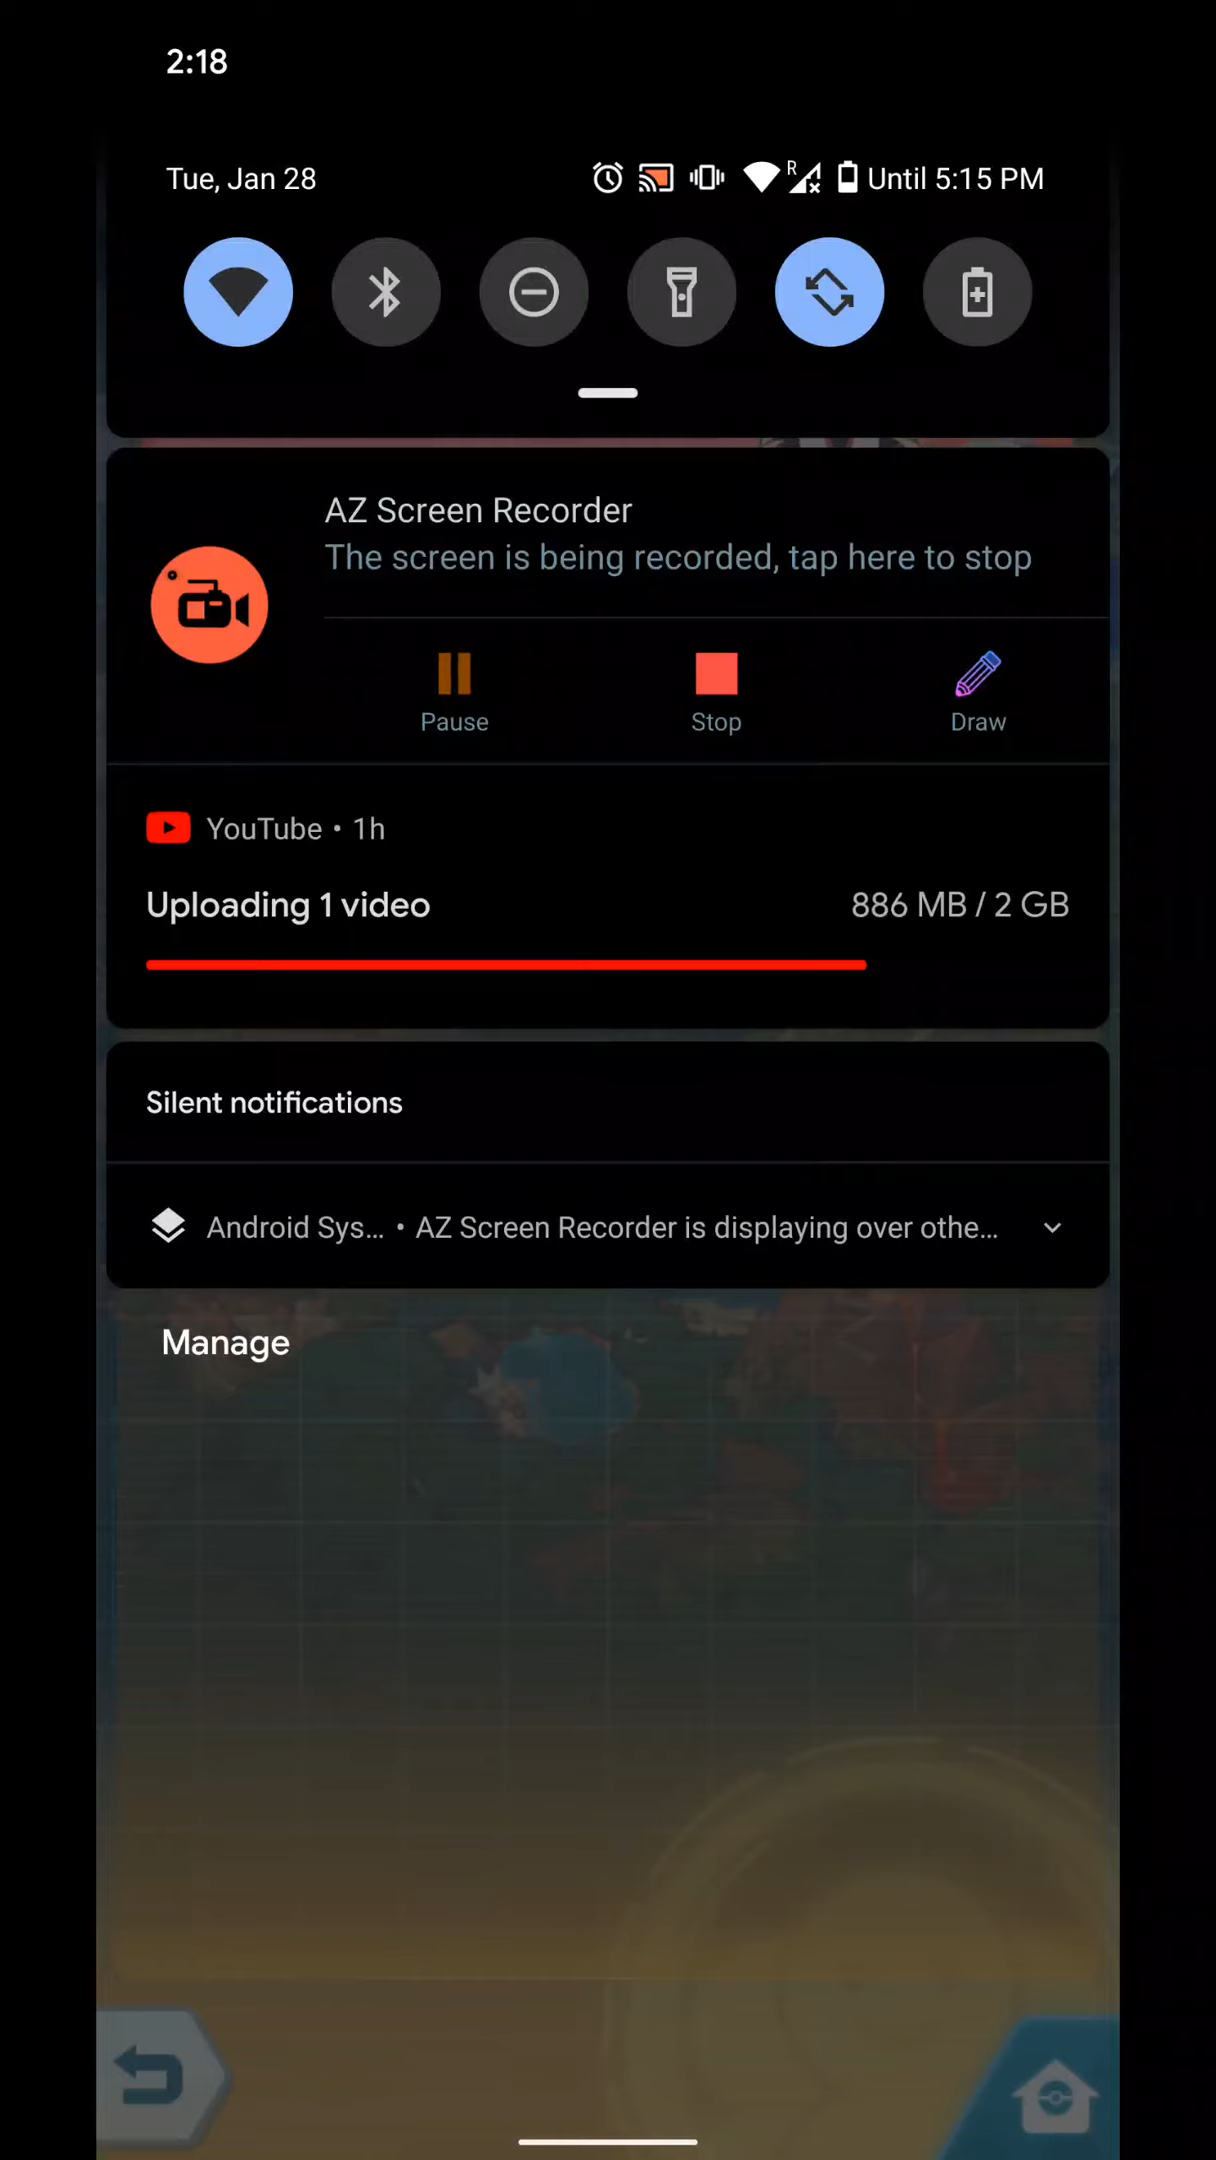 2:18
Tue, Jan 28
R
Until 5:15 PM
AZ Screen Recorder
The screen is being recorded, tap here to stop
Pause
Stop
Draw
YouTube • 1h
Uploading 1 video
886 MB / 2 GB
Silent notifications
Android Sys... • AZ Screen Recorder is displaying over othe...
Manage